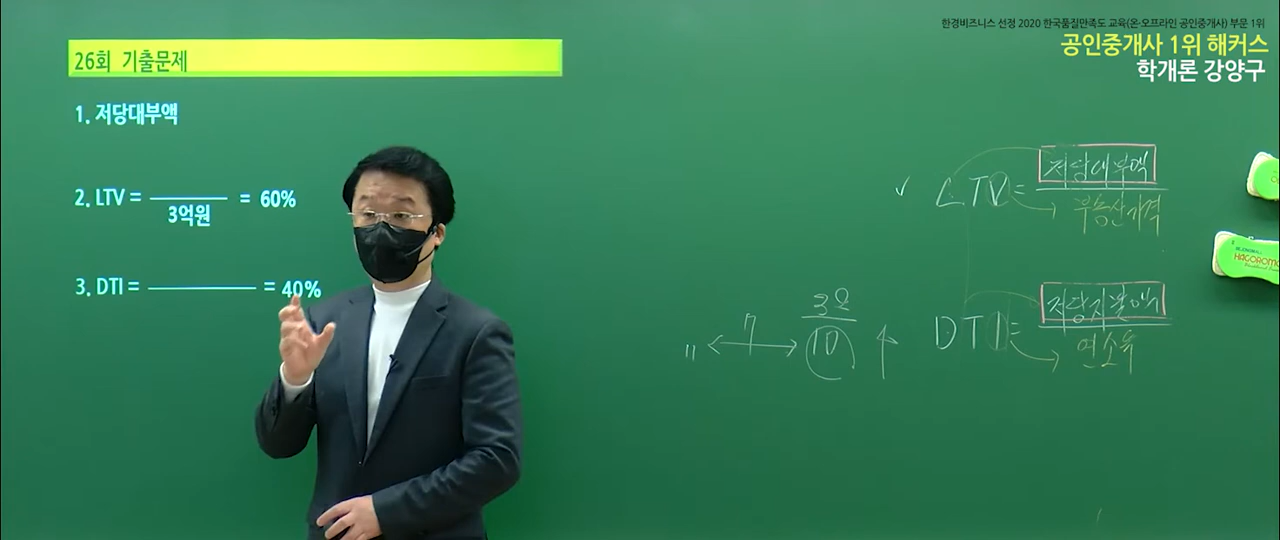 한경비즈니스 선정 2020 한국품질만족도 교육(온·오프라인 공인중개사) 부문 1위
공인중개사 1위 해커스
학개론 강양구
26회 기출문제
1. 저당대부액
2. LTV = ――― = 60%
3억원
3. DTI = ――― = 40%
LTV = 저당대부액
부동산가격
DTI = 저당지불액
연소득
7
10
HAGOROMO